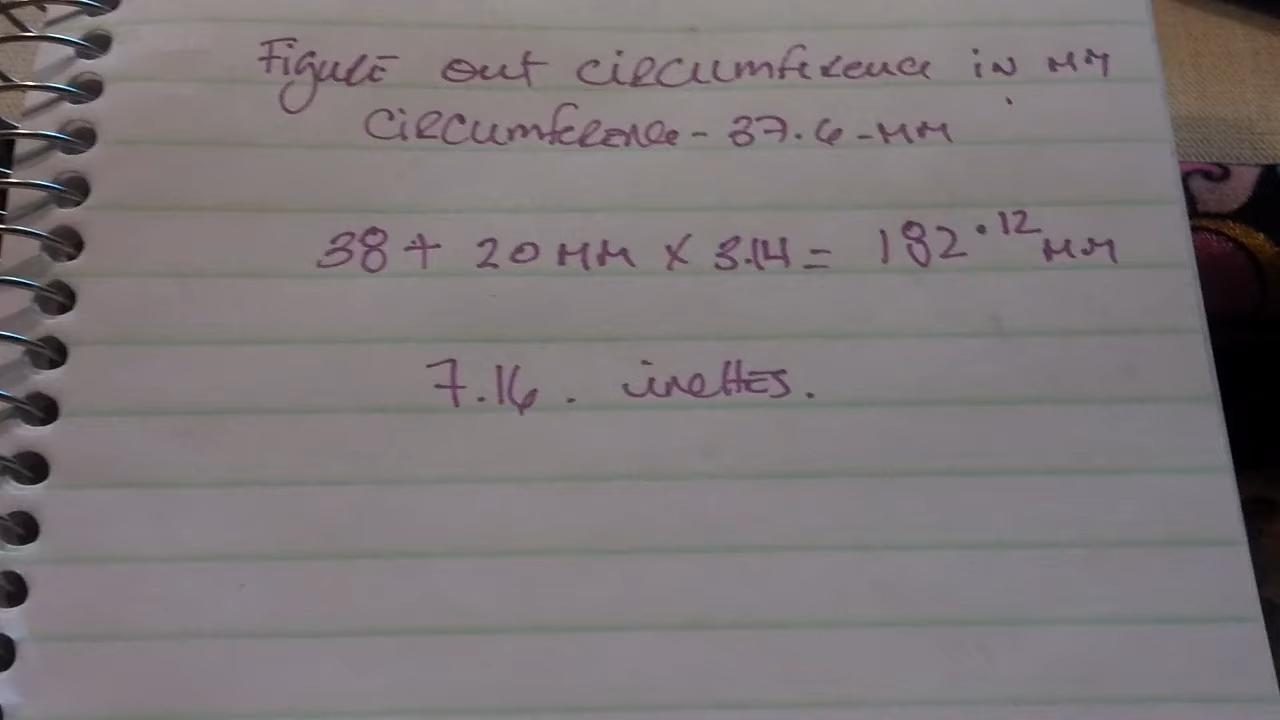 Figure out circumference in MM
Circumference - 37.6 - MM
38 + 20 MM x 3.14 = 182.12 MM
7.16. inches.